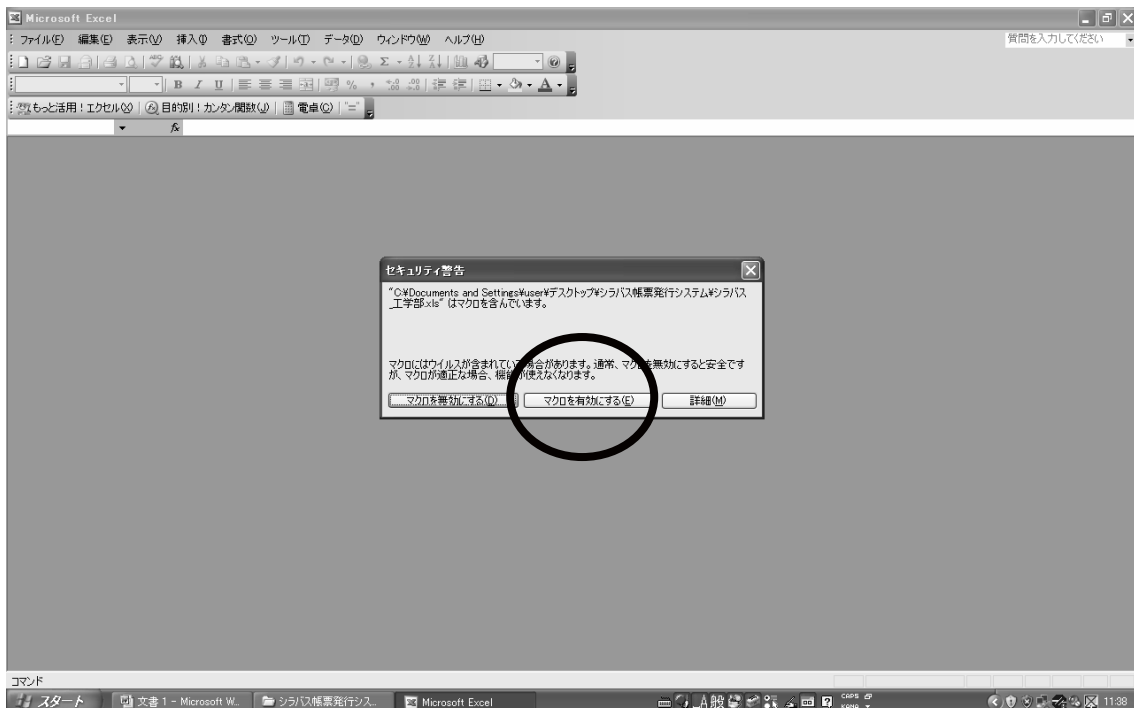 Microsoft Excel
ファイル(F) 編集(E) 表示(V) 挿入(I) 書式(O) ツール(T) データ(D) ウィンドウ(W) ヘルプ(H)
質問を入力してください
B I U
もっと活用!エクセル(X) 目的別!カンタン関数(J) 電卓(C) "="
fx
セキュリティ警告
"C:¥Documents and Settings¥user¥デスクトップ¥シラバス帳票発行システム¥シラバス
_工学部.xls" はマクロを含んでいます。
マクロにはウイルスが含まれている場合があります。通常、マクロを無効にすると安全です
が、マクロが適正な場合、機能が使えなくなります。
マクロを無効にする(D) マクロを有効にする(E) 詳細(M)
コマンド
スタート 文書 1 - Microsoft W... シラバス帳票発行シス... Microsoft Excel A 般 CAPS KANA 11:38